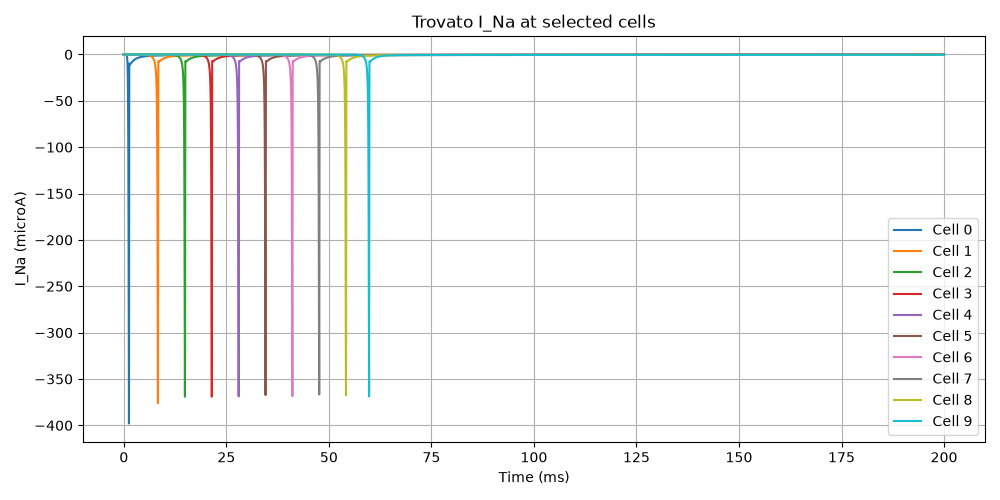 Trovato I_Na at selected cells
I_Na (microA)
0
−50
−100
−150
−200
−250
−300
−350
−400
0 25 50 75 100 125 150 175 200
Time (ms)
Cell 0
Cell 1
Cell 2
Cell 3
Cell 4
Cell 5
Cell 6
Cell 7
Cell 8
Cell 9